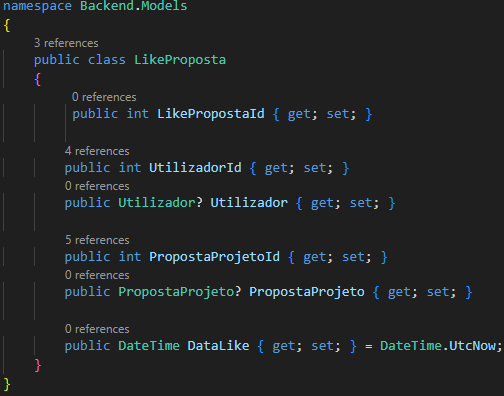 namespace Backend.Models
{
3 references
public class LikeProposta
{
0 references
public int LikePropostaId { get; set; }
4 references
public int UtilizadorId { get; set; }
0 references
public Utilizador? Utilizador { get; set; }
5 references
public int PropostaProjetoId { get; set; }
0 references
public PropostaProjeto? PropostaProjeto { get; set; }
0 references
public DateTime DataLike { get; set; } = DateTime.UtcNow;
}
}